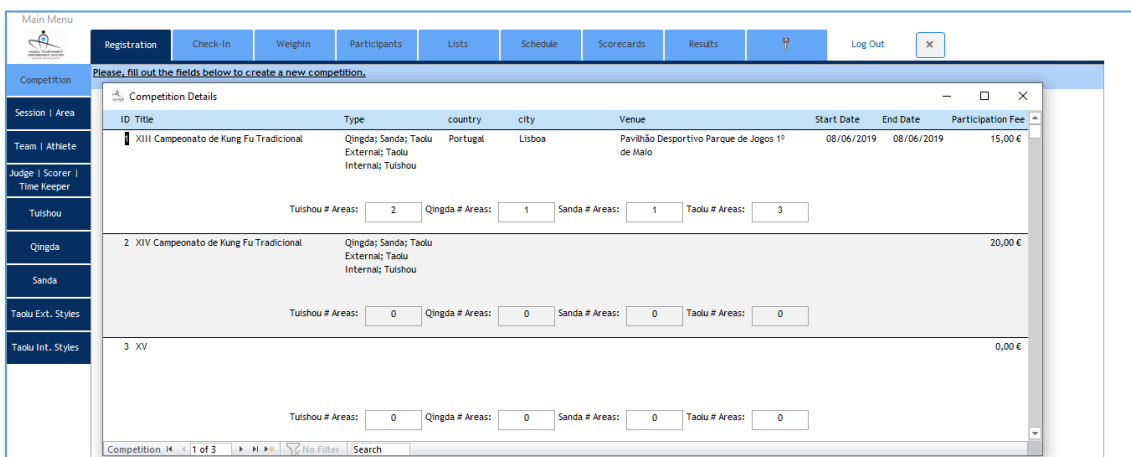 Main Menu
Registration Check-In WeighIn Participants Lists Schedule Scorecards Results Log Out x
Competition
Please, fill out the fields below to create a new competition.
Competition Details
Session | Area
ID Title Type country city Venue Start Date End Date Participation Fee
1 XIII Campeonato de Kung Fu Tradicional Qingda; Sanda; Taolu Portugal Lisboa Pavilhão Desportivo Parque de Jogos 1º 08/06/2019 08/06/2019 15,00 €
External; Taolu de Maio
Internal; Tuishou
Team | Athlete
Judge | Scorer |
Time Keeper
Tuishou
Tuishou # Areas: 2 Qingda # Areas: 1 Sanda # Areas: 1 Taolu # Areas: 3
Qingda
2 XIV Campeonato de Kung Fu Tradicional Qingda; Sanda; Taolu 20,00 €
External; Taolu
Internal; Tuishou
Sanda
Taolu Ext. Styles
Tuishou # Areas: 0 Qingda # Areas: 0 Sanda # Areas: 0 Taolu # Areas: 0
Taolu Int. Styles
3 XV 0,00 €
Tuishou # Areas: 0 Qingda # Areas: 0 Sanda # Areas: 0 Taolu # Areas: 0
Competition 1 of 3 No Filter Search